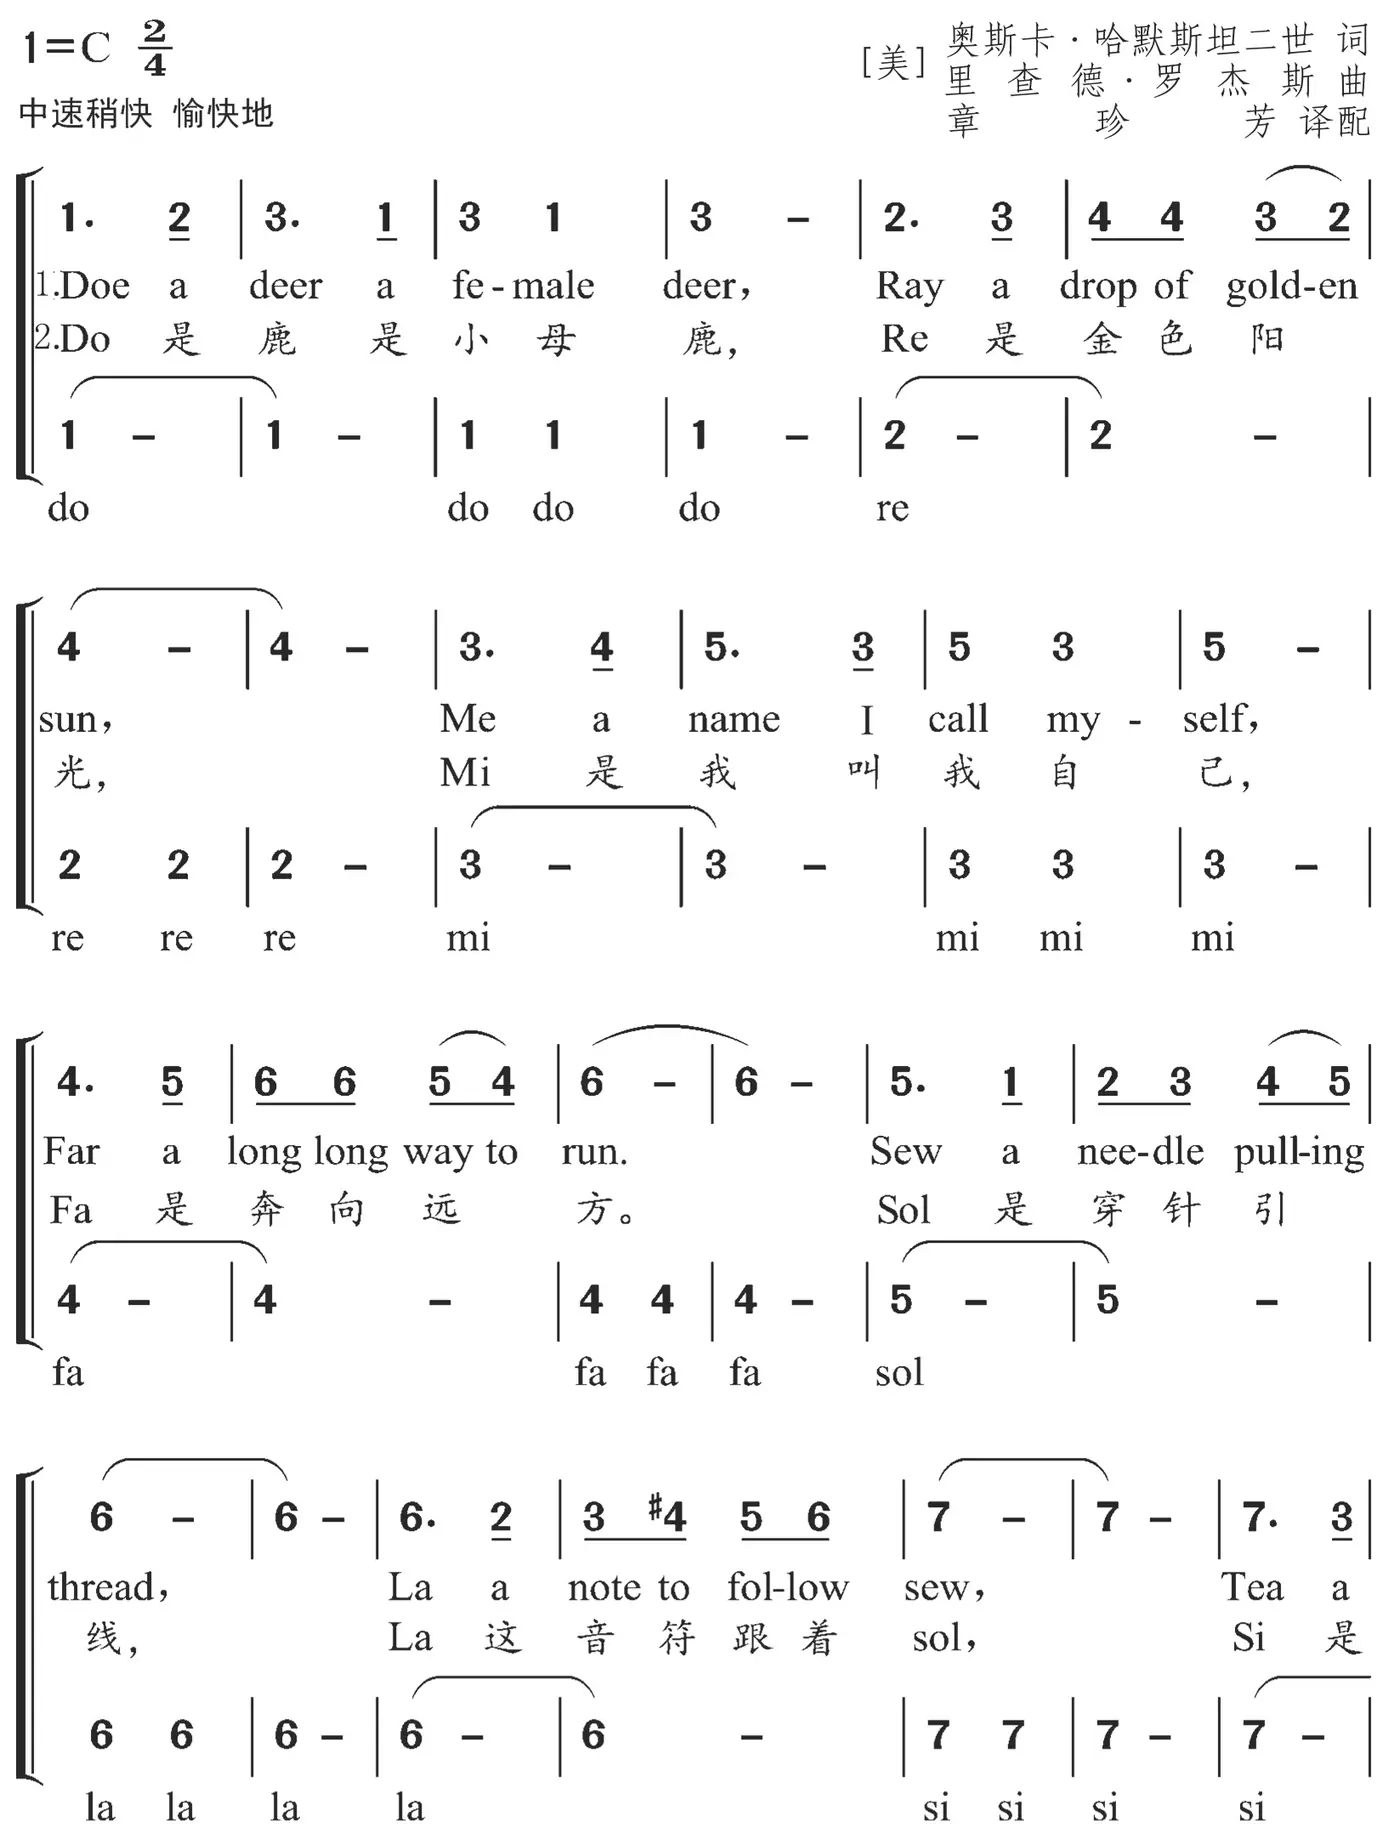 1=C 2/4
[美] 奥斯卡·哈默斯坦二世 词
里查德·罗杰斯 曲
中速稍快 愉快地
章珍芳 译配
1. 2 | 3. 1 | 3 1 | 3 – | 2. 3 | 4 4 3 2 |
1.Doe a deer a fe-male deer, Ray a drop of gold-en
2.Do 是 鹿 是 小 母 鹿, Re 是 金 色 阳
1 – | 1 – | 1 1 | 1 – | 2 – | 2 – |
do do do do re
4 – | 4 – | 3. 4 | 5. 3 | 5 3 | 5 – |
sun, Me a name I call my-self,
光, Mi 是 我 叫 我 自 己,
2 2 | 2 – | 3 – | 3 – | 3 3 | 3 – |
re re re mi mi mi mi
4. 5 | 6 6 5 4 | 6 – | 6 – | 5. 1 | 2 3 4 5 |
Far a long long way to run. Sew a nee-dle pull-ing
Fa 是 奔 向 远 方。 Sol 是 穿 针 引
4 – | 4 – | 4 4 | 4 – | 5 – | 5 – |
fa fa fa fa sol
6 – | 6 – | 6. 2 | 3 #4 5 6 | 7 – | 7 – | 7. 3 |
thread, La a note to fol-low sew, Tea a
线, La 这 音 符 跟 着 sol, Si 是
6 6 | 6 – | 6 – | 6 – | 7 7 | 7 – | 7 – |
la la la la si si si si